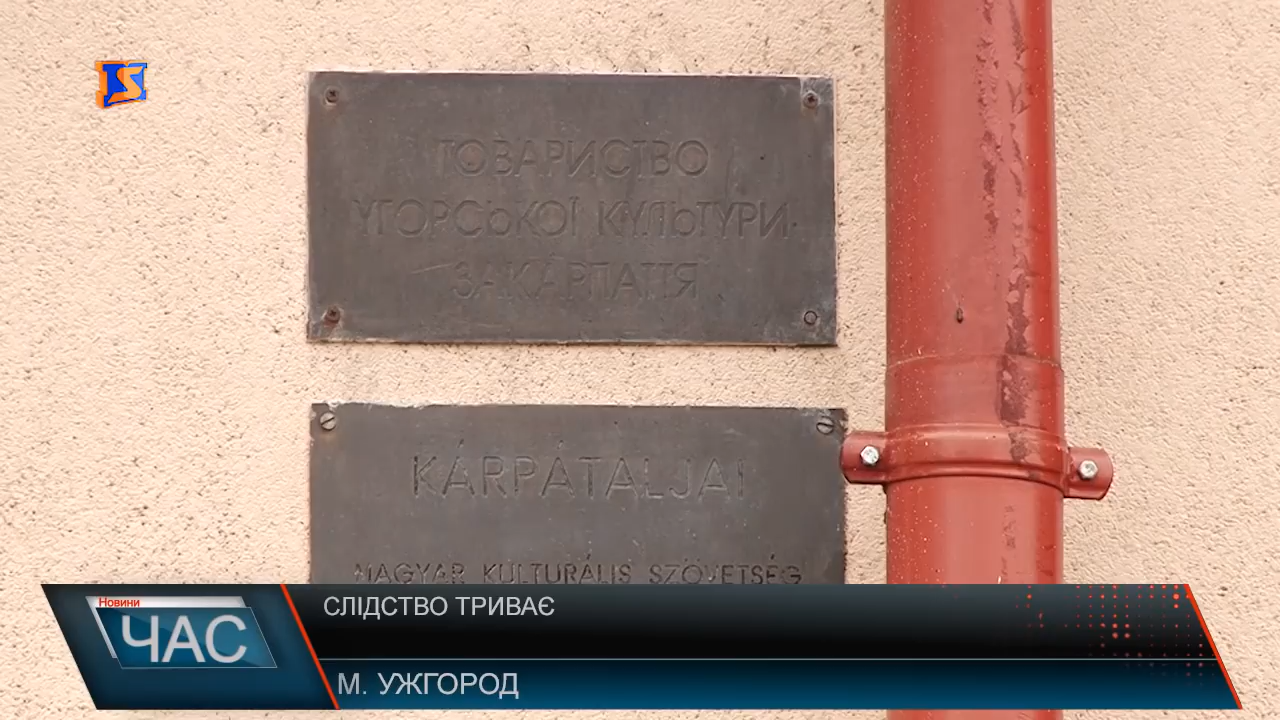 ТОВАРИСТВО
УГОРСЬКОЇ КУЛЬТУРИ
ЗАКАРПАТТЯ
KÁRPÁTALJAI
MAGYAR KULTURÁLIS SZÖVETSÉG
Новини
ЧАС
СЛІДСТВО ТРИВАЄ
М. УЖГОРОД